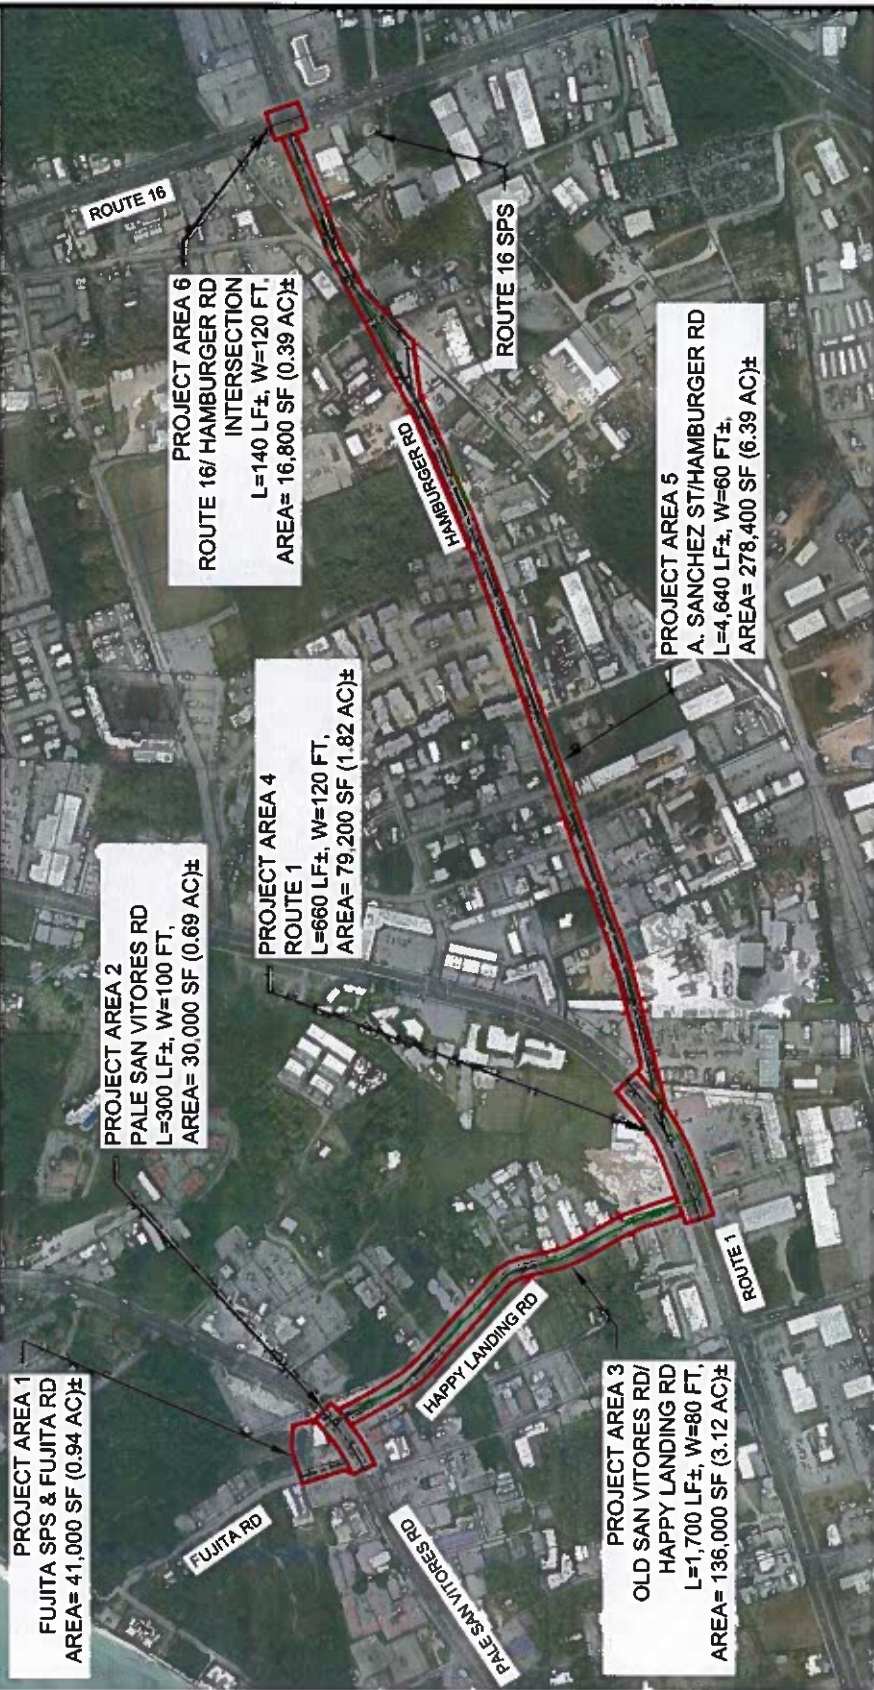 PROJECT AREA 1
FUJITA SPS & FUJITA RD
AREA= 41,000 SF (0.94 AC)±
PROJECT AREA 2
PALE SAN VITORES RD
L=300 LF±, W=100 FT,
AREA= 30,000 SF (0.69 AC)±
PROJECT AREA 4
ROUTE 1
L=660 LF±, W=120 FT,
AREA= 79,200 SF (1.82 AC)±
PROJECT AREA 6
ROUTE 16/ HAMBURGER RD
INTERSECTION
L=140 LF±, W=120 FT,
AREA= 16,800 SF (0.39 AC)±
ROUTE 16
FUJITA RD
PALE SAN VITORES RD
HAPPY LANDING RD
HAMBURGER RD
ROUTE 16 SPS
PROJECT AREA 3
OLD SAN VITORES RD/
HAPPY LANDING RD
L=1,700 LF±, W=80 FT,
AREA= 136,000 SF (3.12 AC)±
ROUTE 1
PROJECT AREA 5
A. SANCHEZ ST/HAMBURGER RD
L=4,640 LF±, W=60 FT±,
AREA= 278,400 SF (6.39 AC)±